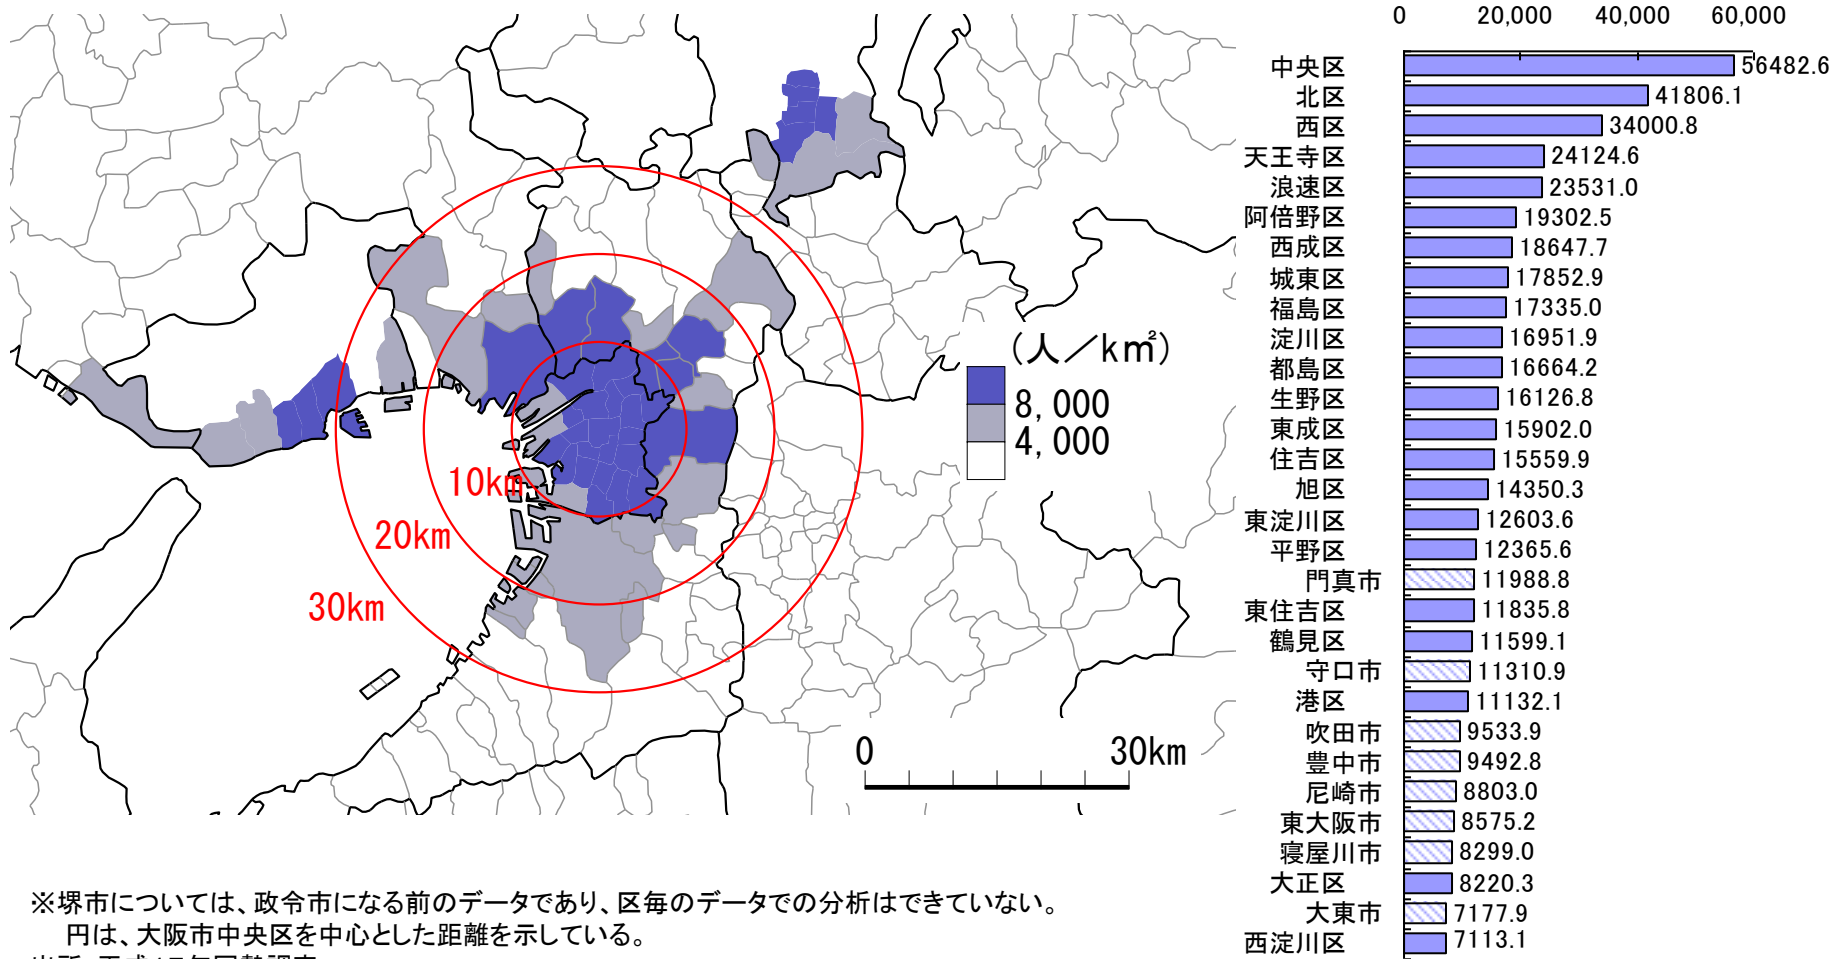 0 20,000 40,000 60,000
中央区 56482.6
北区 41806.1
西区 34000.8
天王寺区 24124.6
浪速区 23531.0
阿倍野区 19302.5
西成区 18647.7
城東区 17852.9
福島区 17335.0
淀川区 16951.9
都島区 16664.2
生野区 16126.8
東成区 15902.0
住吉区 15559.9
旭区 14350.3
東淀川区 12603.6
平野区 12365.6
門真市 11988.8
東住吉区 11835.8
鶴見区 11599.1
守口市 11310.9
港区 11132.1
吹田市 9533.9
豊中市 9492.8
尼崎市 8803.0
東大阪市 8575.2
寝屋川市 8299.0
大正区 8220.3
大東市 7177.9
西淀川区 7113.1
(人/k㎡)
8,000
4,000
10km
20km
30km
0 30km
※堺市については、政令市になる前のデータであり、区毎のデータでの分析はできていない。
円は、大阪市中央区を中心とした距離を示している。